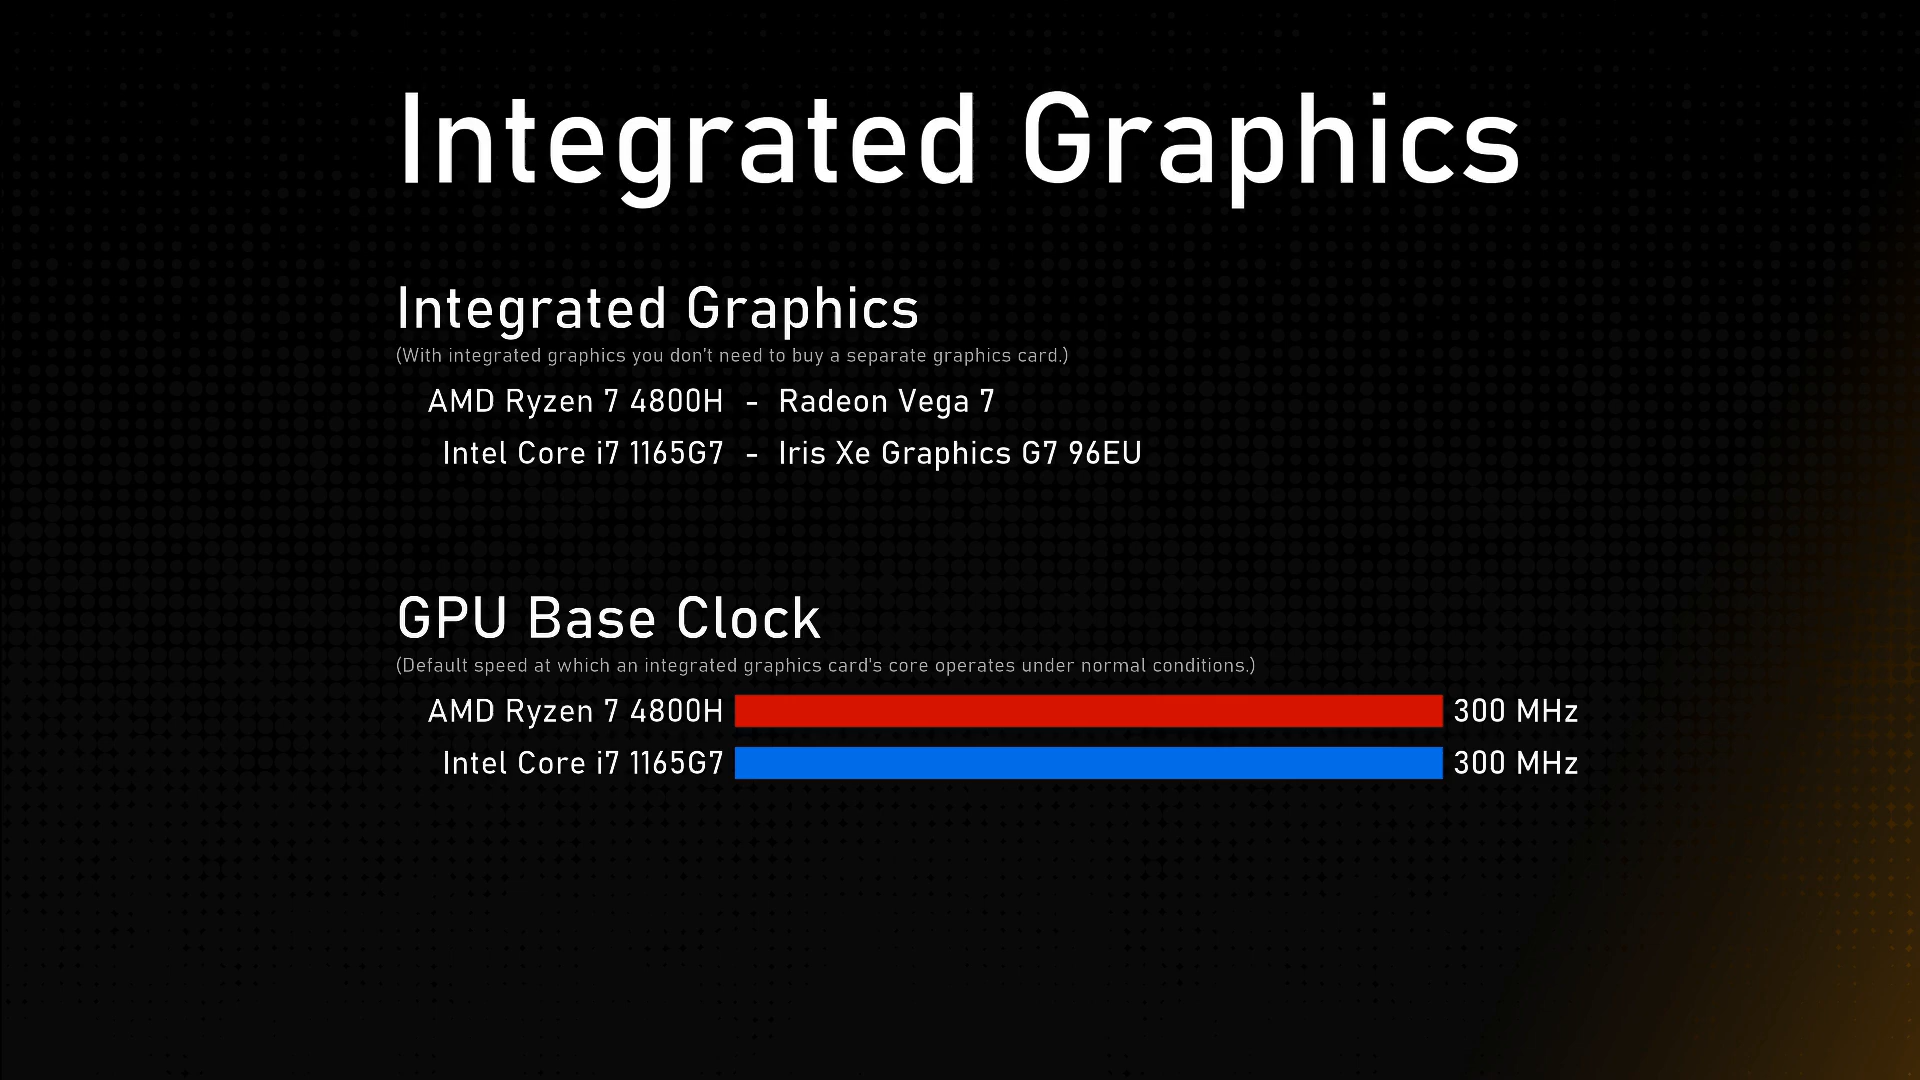 Integrated Graphics
Integrated Graphics
(With integrated graphics you don't need to buy a separate graphics card.)
AMD Ryzen 7 4800H - Radeon Vega 7
Intel Core i7 1165G7 - Iris Xe Graphics G7 96EU
GPU Base Clock
(Default speed at which an integrated graphics card's core operates under normal conditions.)
AMD Ryzen 7 4800H 300 MHz
Intel Core i7 1165G7 300 MHz